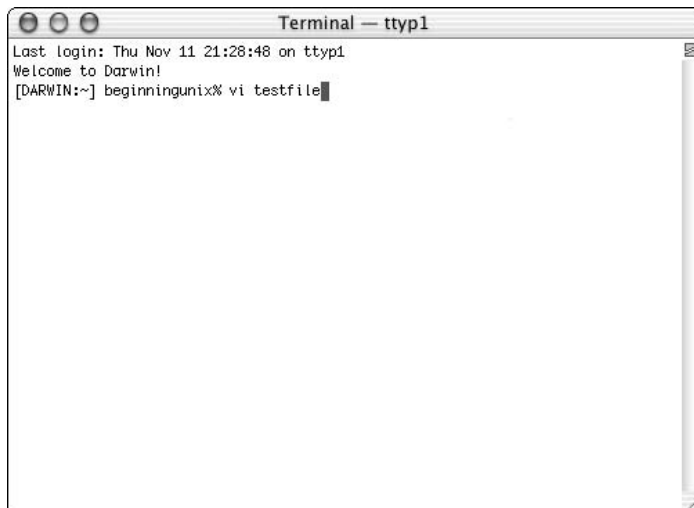 Terminal — ttyp1
Last login: Thu Nov 11 21:28:48 on ttyp1
Welcome to Darwin!
[DARWIN:~] beginningunix% vi testfile